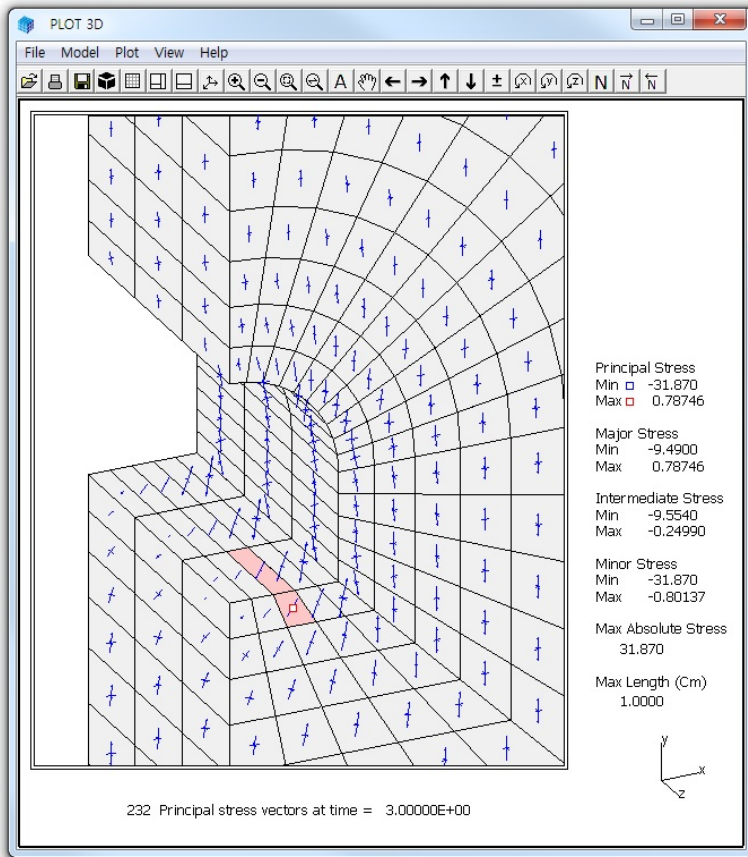 PLOT 3D
File Model Plot View Help
A N N N
Principal Stress
Min -31.870
Max 0.78746
Major Stress
Min -9.4900
Max 0.78746
Intermediate Stress
Min -9.5540
Max -0.24990
Minor Stress
Min -31.870
Max -0.80137
Max Absolute Stress
31.870
Max Length (Cm)
1.0000
y
x
z
232 Principal stress vectors at time = 3.00000E+00